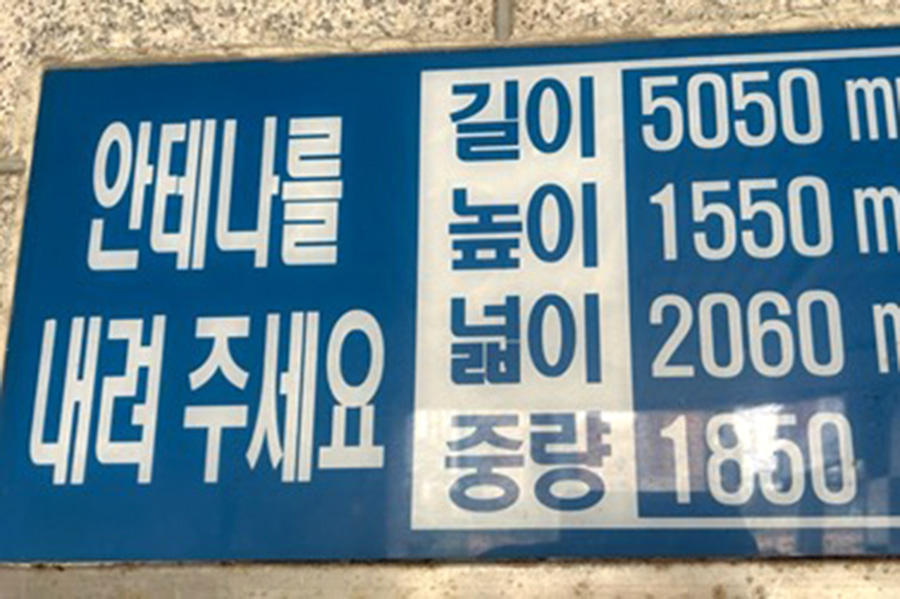 안테나를
내려 주세요
길이 5050 m
높이 1550 m
넓이 2060
중량 1850